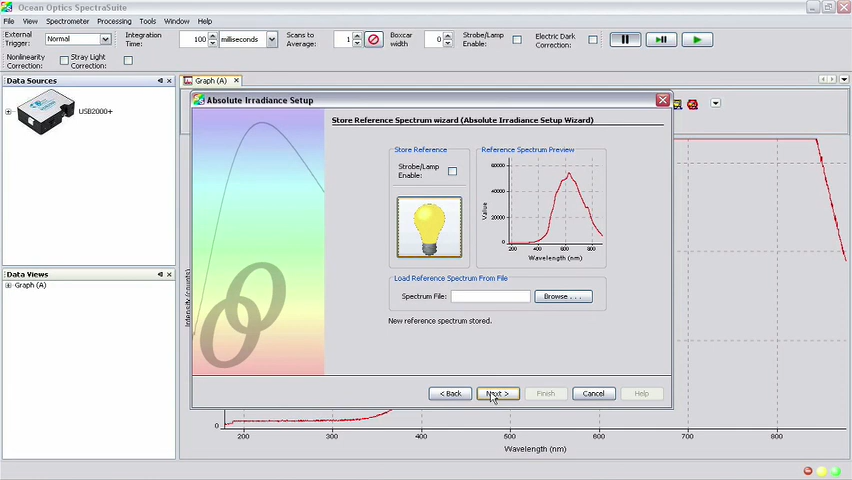 Ocean Optics SpectraSuite
File View Spectrometer Processing Tools Window Help
External Trigger: Normal
Integration Time: 100 milliseconds
Scans to Average: 1
Boxcar width 0
Strobe/Lamp Enable:
Electric Dark Correction:
Nonlinearity Correction:
Stray Light Correction:
Data Sources
USB2000+
Data Views
Graph (A)
Graph (A)
Absolute Irradiance Setup
Store Reference Spectrum wizard (Absolute Irradiance Setup Wizard)
Store Reference
Strobe/Lamp Enable:
Reference Spectrum Preview
Value
60000
40000
20000
0
200 400 600 800
Wavelength (nm)
Load Reference Spectrum From File
Spectrum File: Browse . . .
New reference spectrum stored.
< Back Next > Finish Cancel Help
Intensity (counts)
0
200 300 400 500 600 700 800
Wavelength (nm)